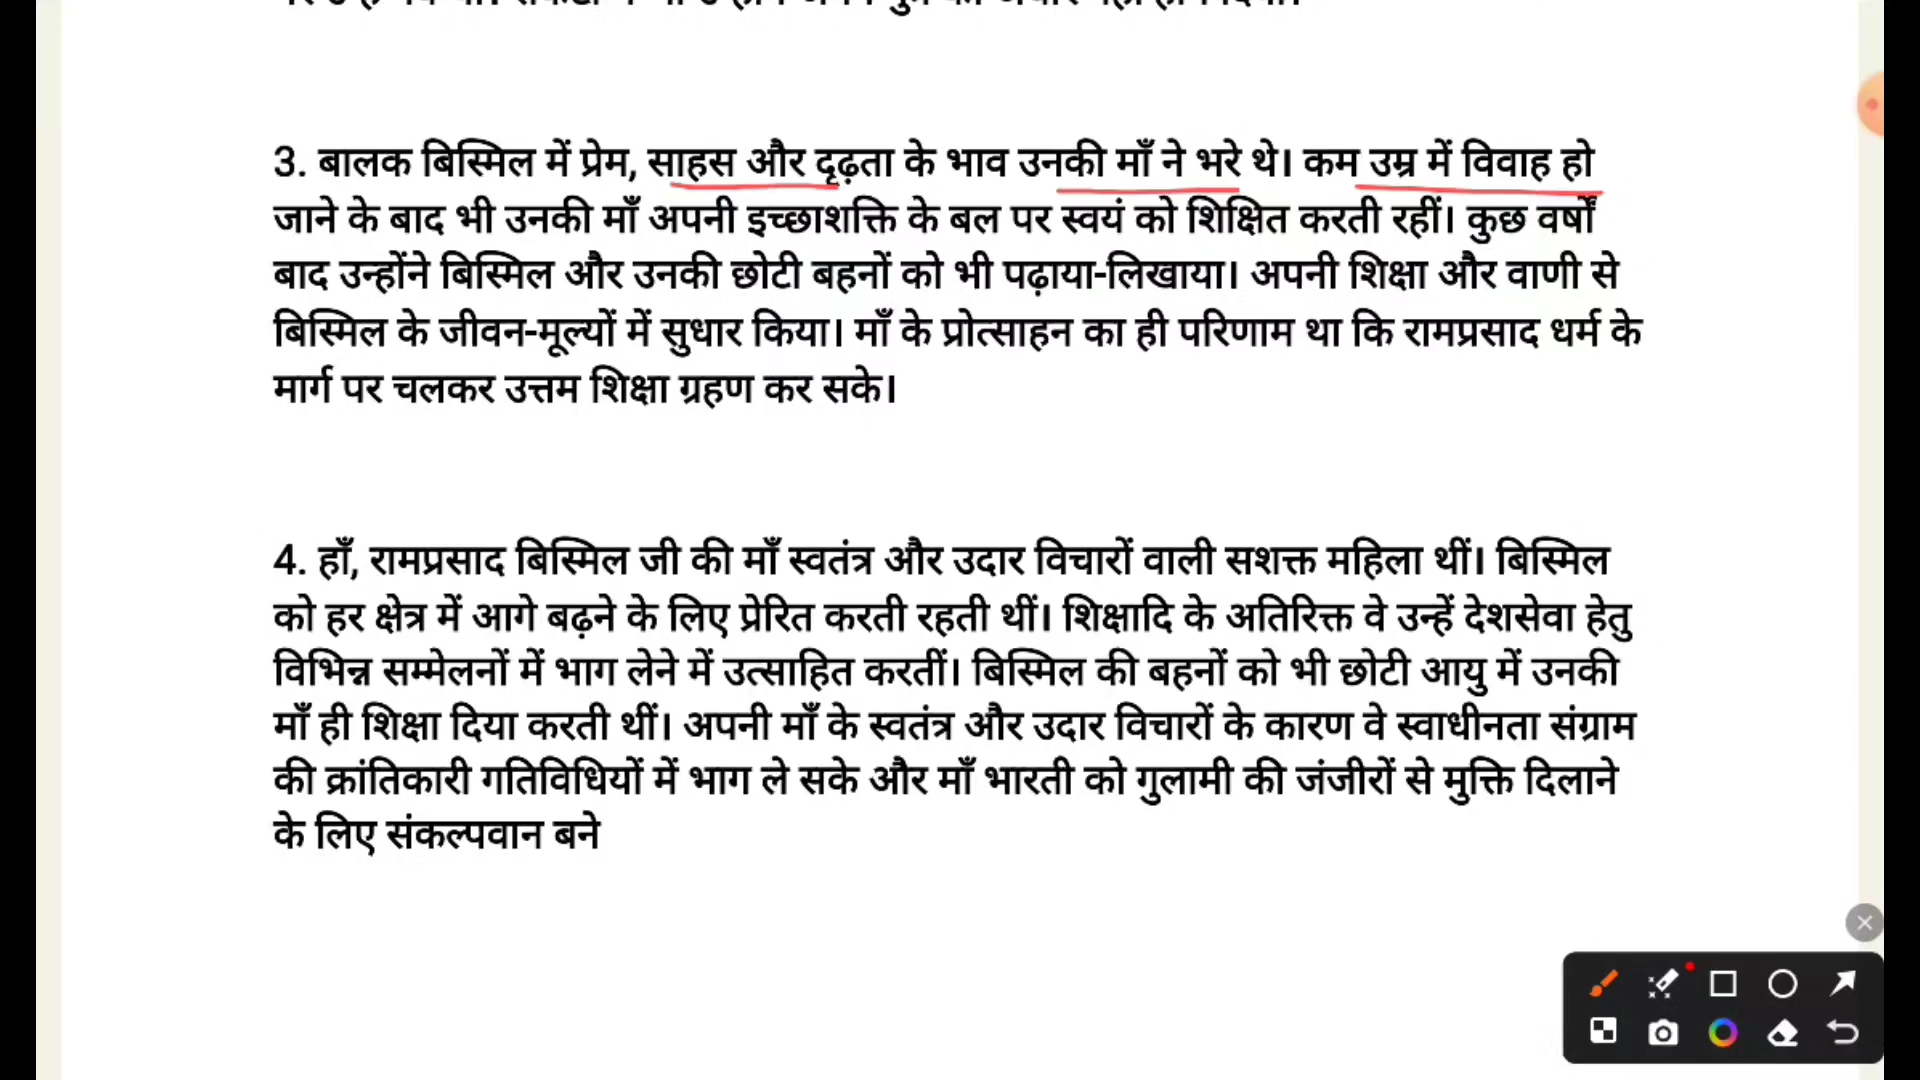 3. बालक बिस्मिल में प्रेम, साहस और दृढ़ता के भाव उनकी माँ ने भरे थे। कम उम्र में विवाह हो
जाने के बाद भी उनकी माँ अपनी इच्छाशक्ति के बल पर स्वयं को शिक्षित करती रहीं। कुछ वर्षों
बाद उन्होंने बिस्मिल और उनकी छोटी बहनों को भी पढ़ाया-लिखाया। अपनी शिक्षा और वाणी से
बिस्मिल के जीवन-मूल्यों में सुधार किया। माँ के प्रोत्साहन का ही परिणाम था कि रामप्रसाद धर्म के
मार्ग पर चलकर उत्तम शिक्षा ग्रहण कर सके।
4. हाँ, रामप्रसाद बिस्मिल जी की माँ स्वतंत्र और उदार विचारों वाली सशक्त महिला थीं। बिस्मिल
को हर क्षेत्र में आगे बढ़ने के लिए प्रेरित करती रहती थीं। शिक्षादि के अतिरिक्त वे उन्हें देशसेवा हेतु
विभिन्न सम्मेलनों में भाग लेने में उत्साहित करतीं। बिस्मिल की बहनों को भी छोटी आयु में उनकी
माँ ही शिक्षा दिया करती थीं। अपनी माँ के स्वतंत्र और उदार विचारों के कारण वे स्वाधीनता संग्राम
की क्रांतिकारी गतिविधियों में भाग ले सके और माँ भारती को गुलामी की जंजीरों से मुक्ति दिलाने
के लिए संकल्पवान बने